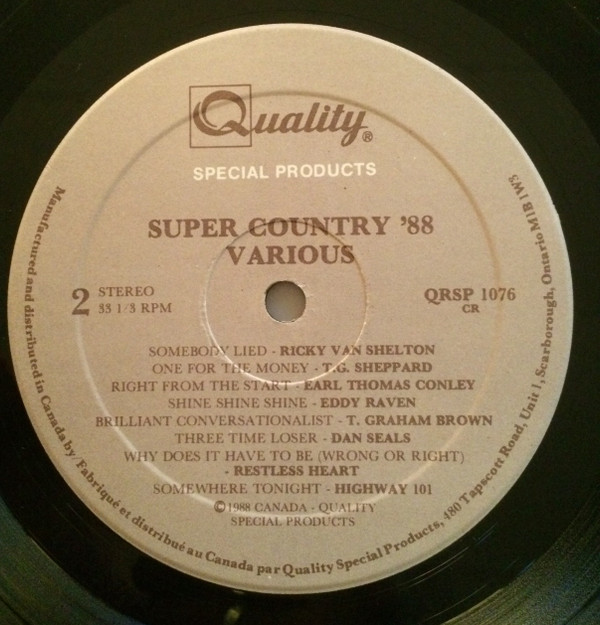 Quality®
SPECIAL PRODUCTS
SUPER COUNTRY '88
VARIOUS
2 STEREO
33 1/3 RPM
QRSP 1076
CR
SOMEBODY LIED - RICKY VAN SHELTON
ONE FOR THE MONEY - T.G. SHEPPARD
RIGHT FROM THE START - EARL THOMAS CONLEY
SHINE SHINE SHINE - EDDY RAVEN
BRILLIANT CONVERSATIONALIST - T. GRAHAM BROWN
THREE TIME LOSER - DAN SEALS
WHY DOES IT HAVE TO BE (WRONG OR RIGHT)
- RESTLESS HEART
SOMEWHERE TONIGHT - HIGHWAY 101
©1988 CANADA - QUALITY
SPECIAL PRODUCTS
Manufactured and distributed in Canada by/Fabriqué et distribué au Canada par Quality Special Products, 480 Tapscott Road, Unit 1, Scarborough, Ontario M1B 1W3